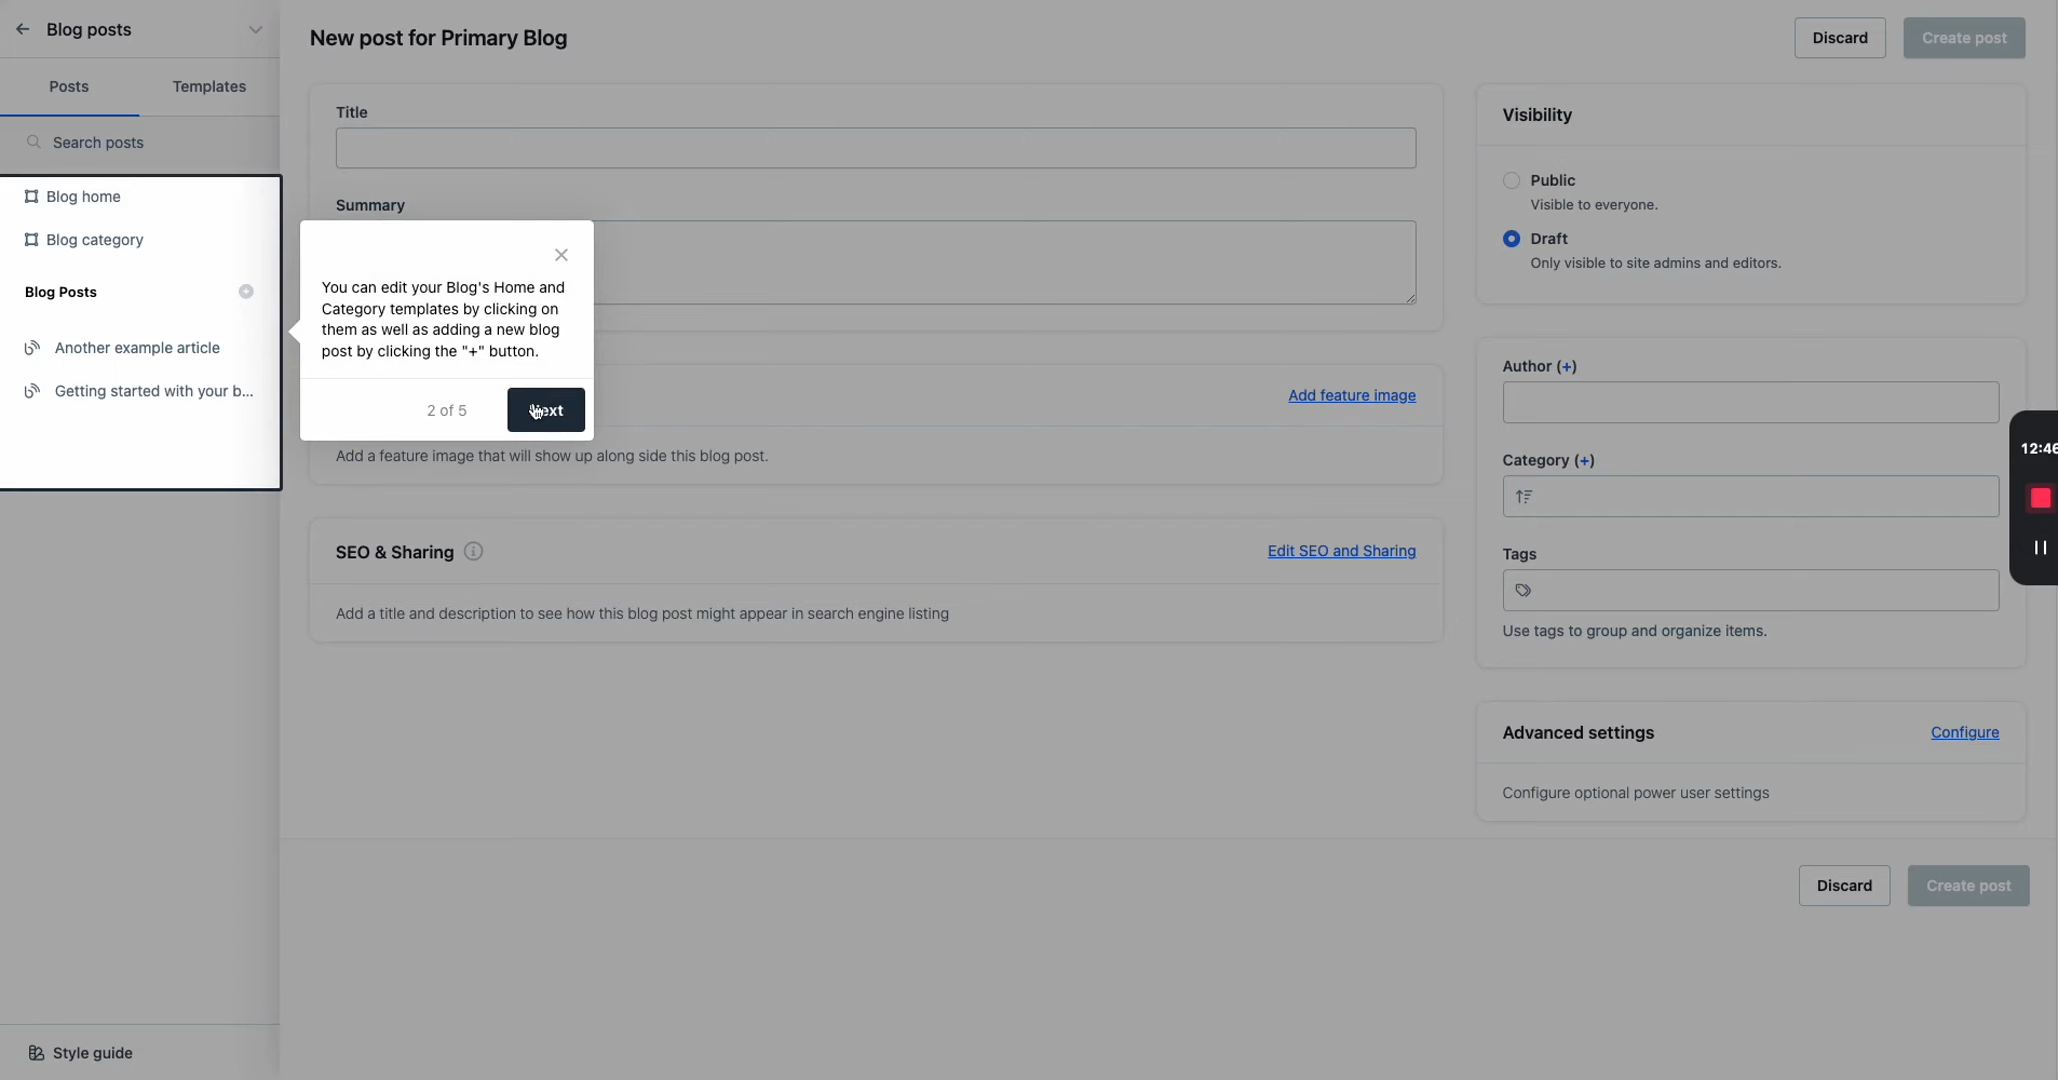 Blog posts
Posts
Templates
Search posts
Blog home
Blog category
Blog Posts
Another example article
Getting started with your b...
Style guide
New post for Primary Blog
Discard
Create post
Title
Summary
You can edit your Blog's Home and
Category templates by clicking on
them as well as adding a new blog
post by clicking the "+" button.
2 of 5
Add feature image
Add a feature image that will show up along side this blog post.
SEO & Sharing
Edit SEO and Sharing
Add a title and description to see how this blog post might appear in search engine listing
Visibility
Public
Visible to everyone.
Draft
Only visible to site admins and editors.
Author (+)
Category (+)
Tags
Use tags to group and organize items.
Advanced settings
Configure
Configure optional power user settings
12:46
Discard
Create post